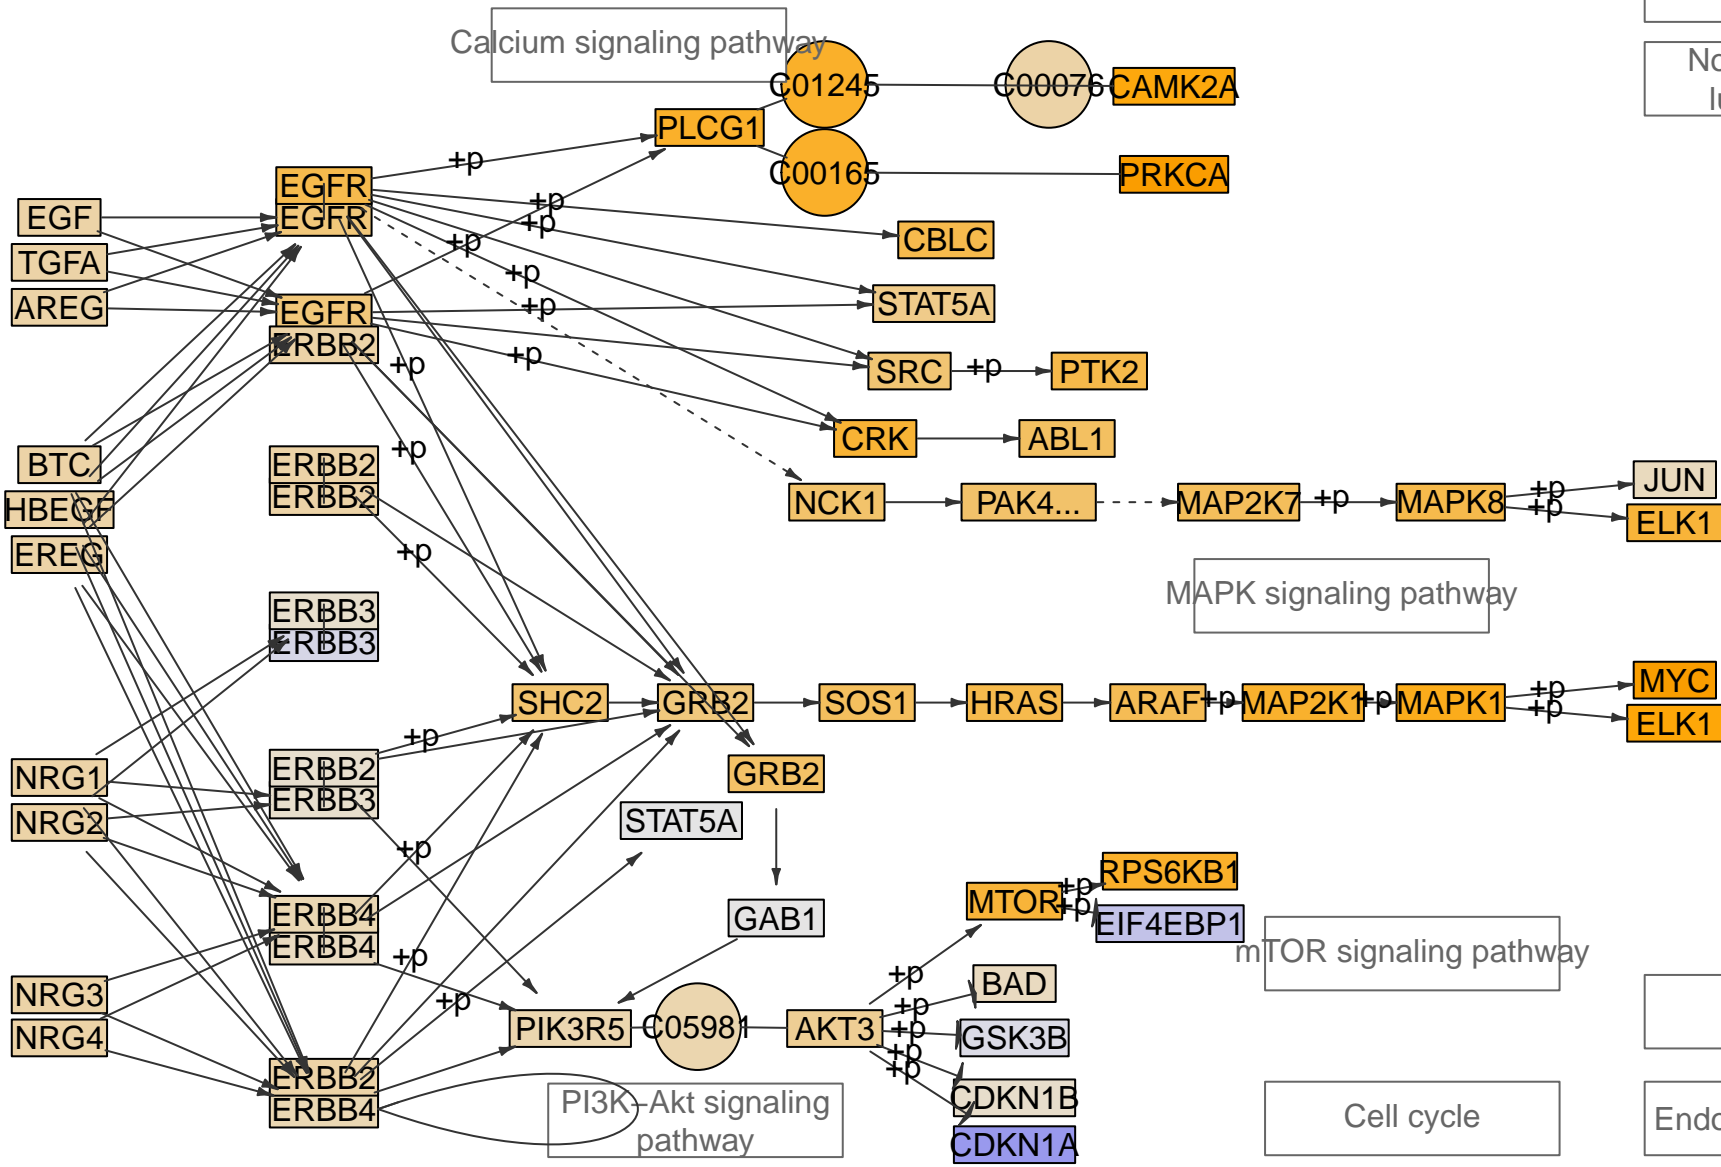 Calcium signaling pathway
C01245
C00076
CAMK2A
PLCG1
C00165
PRKCA
+p
EGFR
EGFR
EGF
TGFA
AREG
+p
+p
+p
CBLC
+p
EGFR
ERBB2
+p
STAT5A
+p
+p
SRC
+p
PTK2
CRK
ABL1
BTC
HBEGF
EREG
ERBB2
ERBB2
+p
+p
NCK1
PAK4...
MAP2K7
+p
MAPK8
+p
+p
JUN
ELK1
MAPK signaling pathway
ERBB3
ERBB3
SHC2
GRB2
SOS1
HRAS
ARAF
+p
MAP2K1
+p
MAPK1
+p
+p
MYC
ELK1
NRG1
NRG2
ERBB2
ERBB3
+p
GRB2
STAT5A
+p
ERBB4
ERBB4
+p
+p
GAB1
MTOR
+p
+p
RPS6KB1
EIF4EBP1
mTOR signaling pathway
NRG3
NRG4
PIK3R5
C05981
AKT3
+p
+p
+p
+p
+p
BAD
GSK3B
CDKN1B
CDKN1A
ERBB2
ERBB4
PI3K–Akt signaling
pathway
Cell cycle